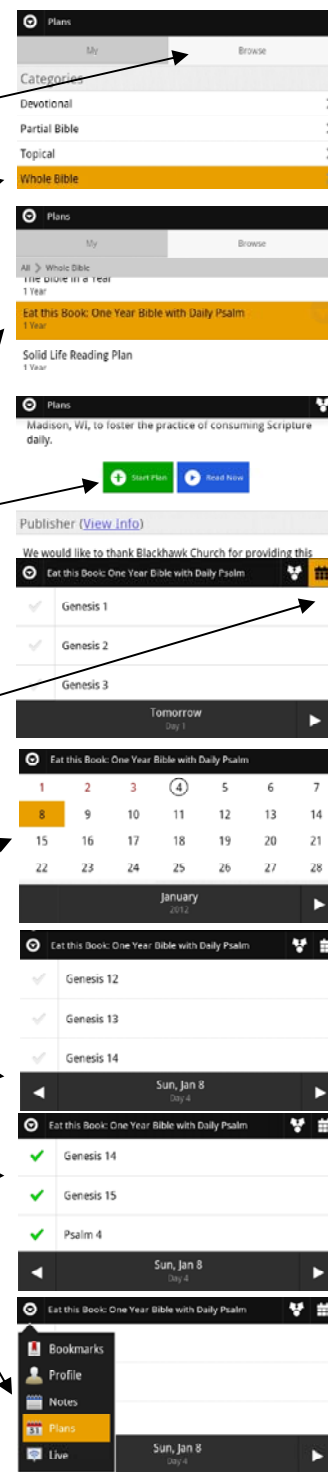 Plans
My Browse
Categories
Devotional
Partial Bible
Topical
Whole Bible
Plans
My Browse
All Whole Bible
The Bible in a Year
1 Year
Eat this Book: One Year Bible with Daily Psalm
1 Year
Solid Life Reading Plan
1 Year
Plans
Madison, WI, to foster the practice of consuming Scripture
daily.
Start Plan Read Now
Publisher (View Info)
We would like to thank Blackhawk Church for providing this
Eat this Book: One Year Bible with Daily Psalm
Genesis 1
Genesis 2
Genesis 3
Tomorrow
Day 1
Eat this Book: One Year Bible with Daily Psalm
1 2 3 4 5 6 7
8 9 10 11 12 13 14
15 16 17 18 19 20 21
22 23 24 25 26 27 28
January
2012
Eat this Book: One Year Bible with Daily Psalm
Genesis 12
Genesis 13
Genesis 14
Sun, Jan 8
Day 4
Eat this Book: One Year Bible with Daily Psalm
Genesis 14
Genesis 15
Psalm 4
Sun, Jan 8
Day 4
Eat this Book: One Year Bible with Daily Psalm
Bookmarks
Profile
Notes
31 Plans
Live
Sun, Jan 8
Day 4